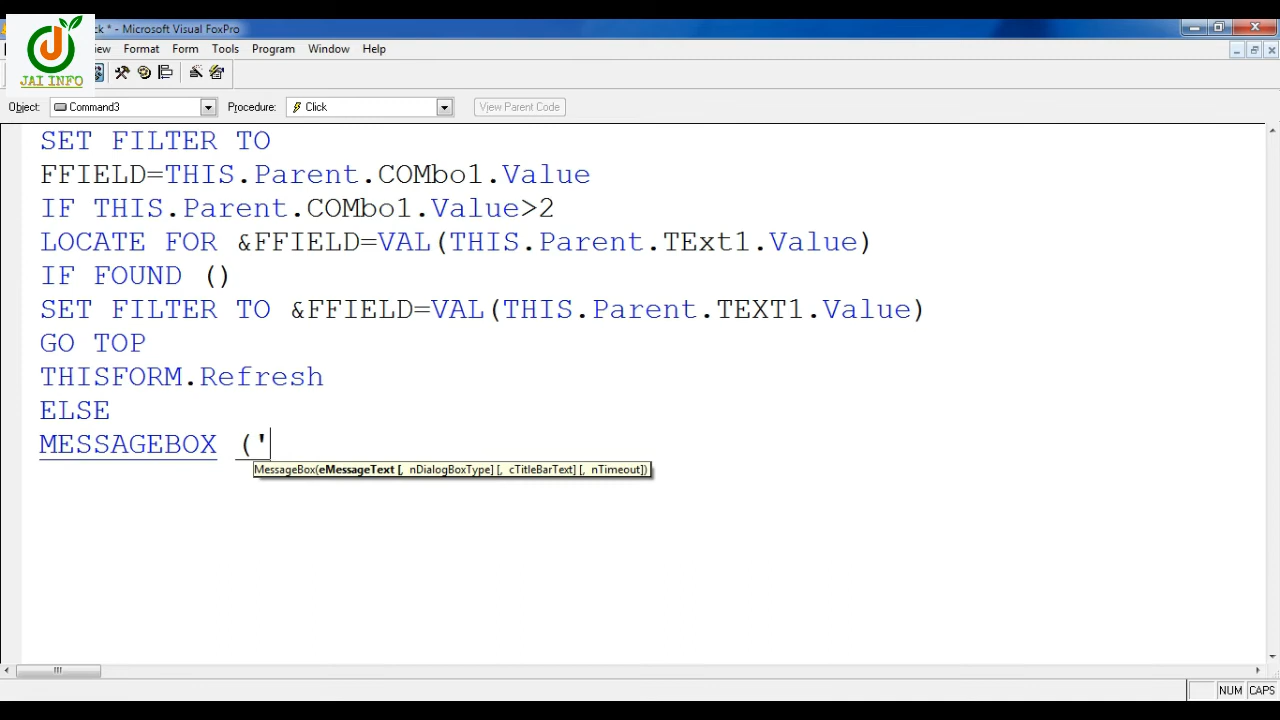 JAI INFO
ck * - Microsoft Visual FoxPro
ew Format Form Tools Program Window Help
Object: Command3 Procedure: Click View Parent Code
SET FILTER TO
FFIELD=THIS.Parent.COMbo1.Value
IF THIS.Parent.COMbo1.Value>2
LOCATE FOR &FFIELD=VAL(THIS.Parent.TExt1.Value)
IF FOUND ()
SET FILTER TO &FFIELD=VAL(THIS.Parent.TEXT1.Value)
GO TOP
THISFORM.Refresh
ELSE
MESSAGEBOX ('
MessageBox(eMessageText [, nDialogBoxType] [, cTitleBarText] [, nTimeout])
NUM CAPS